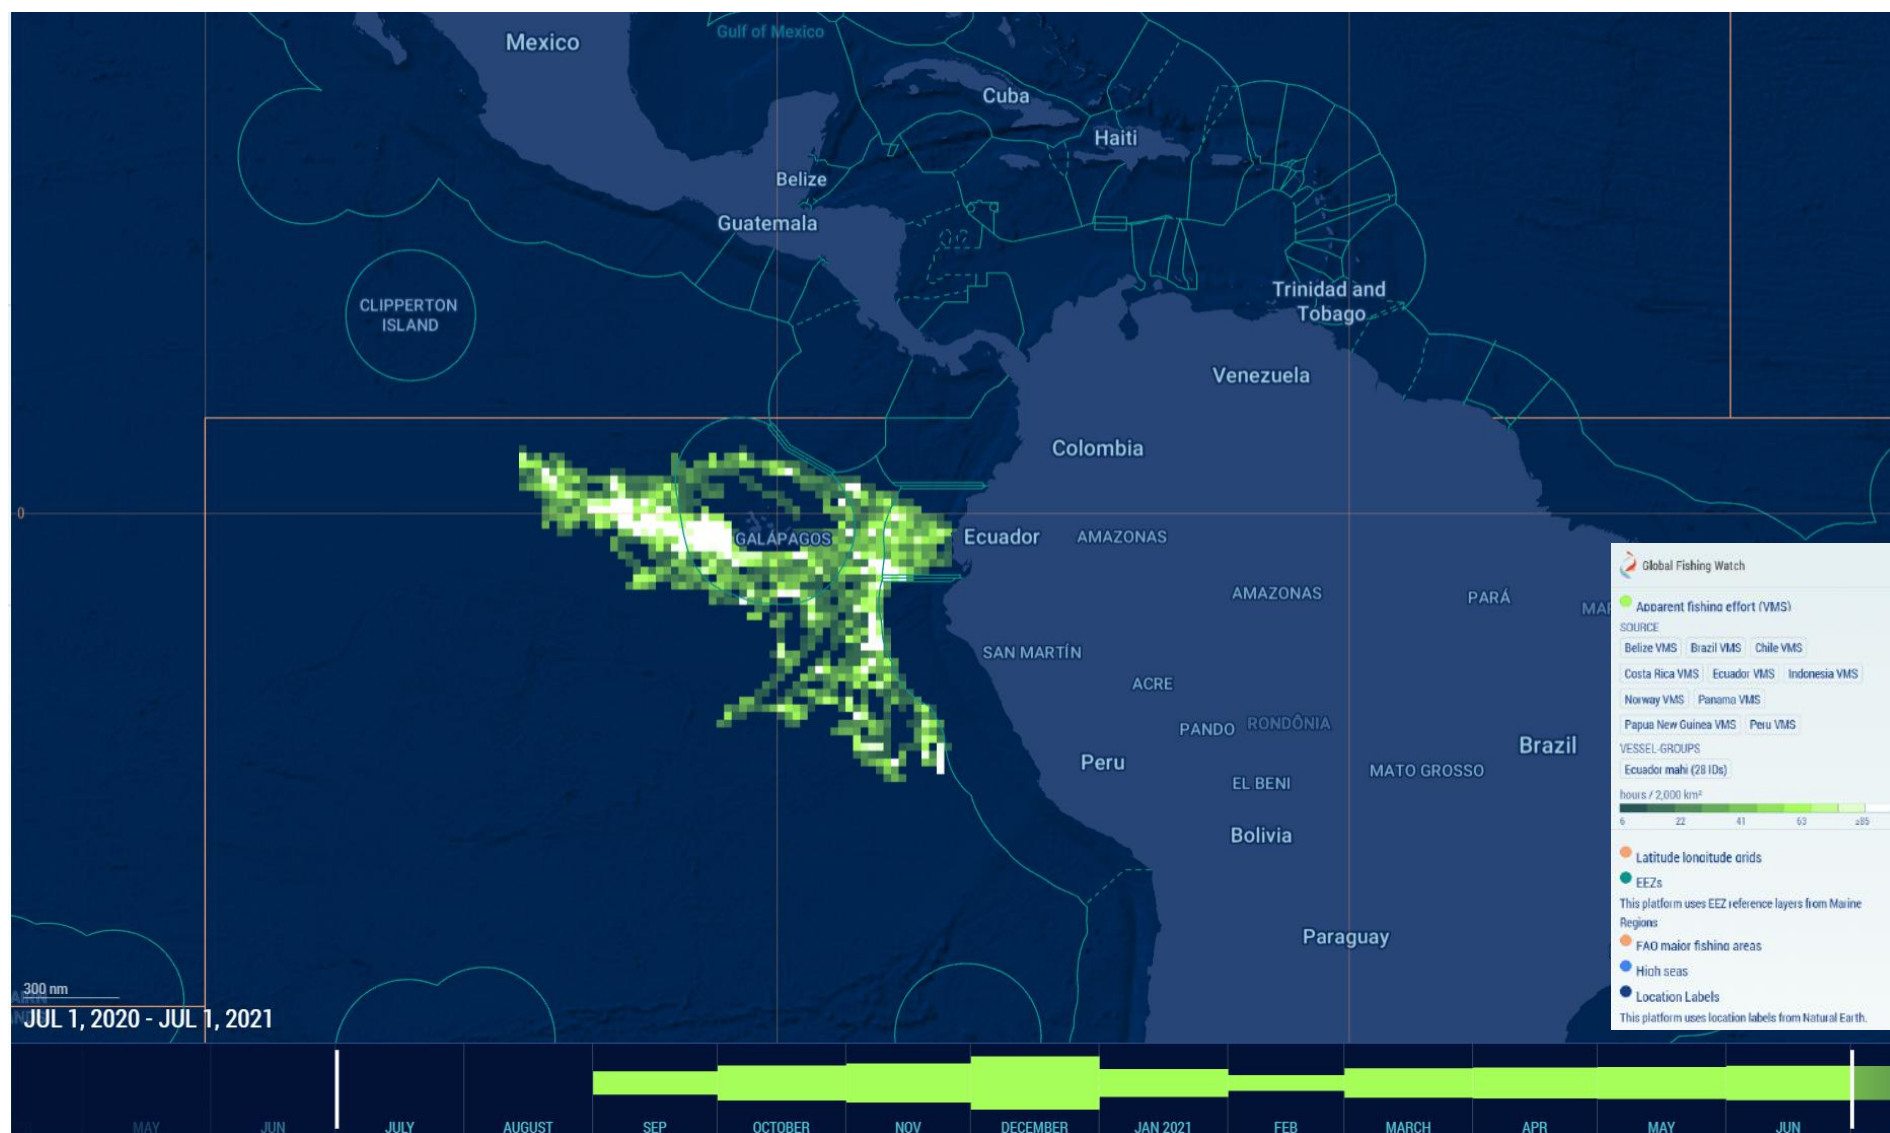 Gulf of Mexico
Mexico
Cuba
Haiti
Belize
Guatemala
CLIPPERTON
ISLAND
Trinidad and
Tobago
Venezuela
Colombia
0
GALÁPAGOS
Ecuador
AMAZONAS
AMAZONAS
PARÁ
SAN MARTÍN
ACRE
PANDO
RONDÔNIA
Peru
EL BENI
MATO GROSSO
Brazil
Bolivia
Paraguay
Global Fishing Watch
Apparent fishing effort (VMS)
SOURCE
Belize VMS Brazil VMS Chile VMS
Costa Rica VMS Ecuador VMS Indonesia VMS
Norway VMS Panama VMS
Papua New Guinea VMS Peru VMS
VESSEL-GROUPS
Ecuador mahi (28 IDs)
hours / 2,000 km²
6 22 41 63 ≥85
Latitude longitude grids
EEZs
This platform uses EEZ reference layers from Marine
Regions
FAO major fishing areas
High seas
Location Labels
This platform uses location labels from Natural Earth.
300 nm
JUL 1, 2020 - JUL 1, 2021
MAY JUN JULY AUGUST SEP OCTOBER NOV DECEMBER JAN 2021 FEB MARCH APR MAY JUN